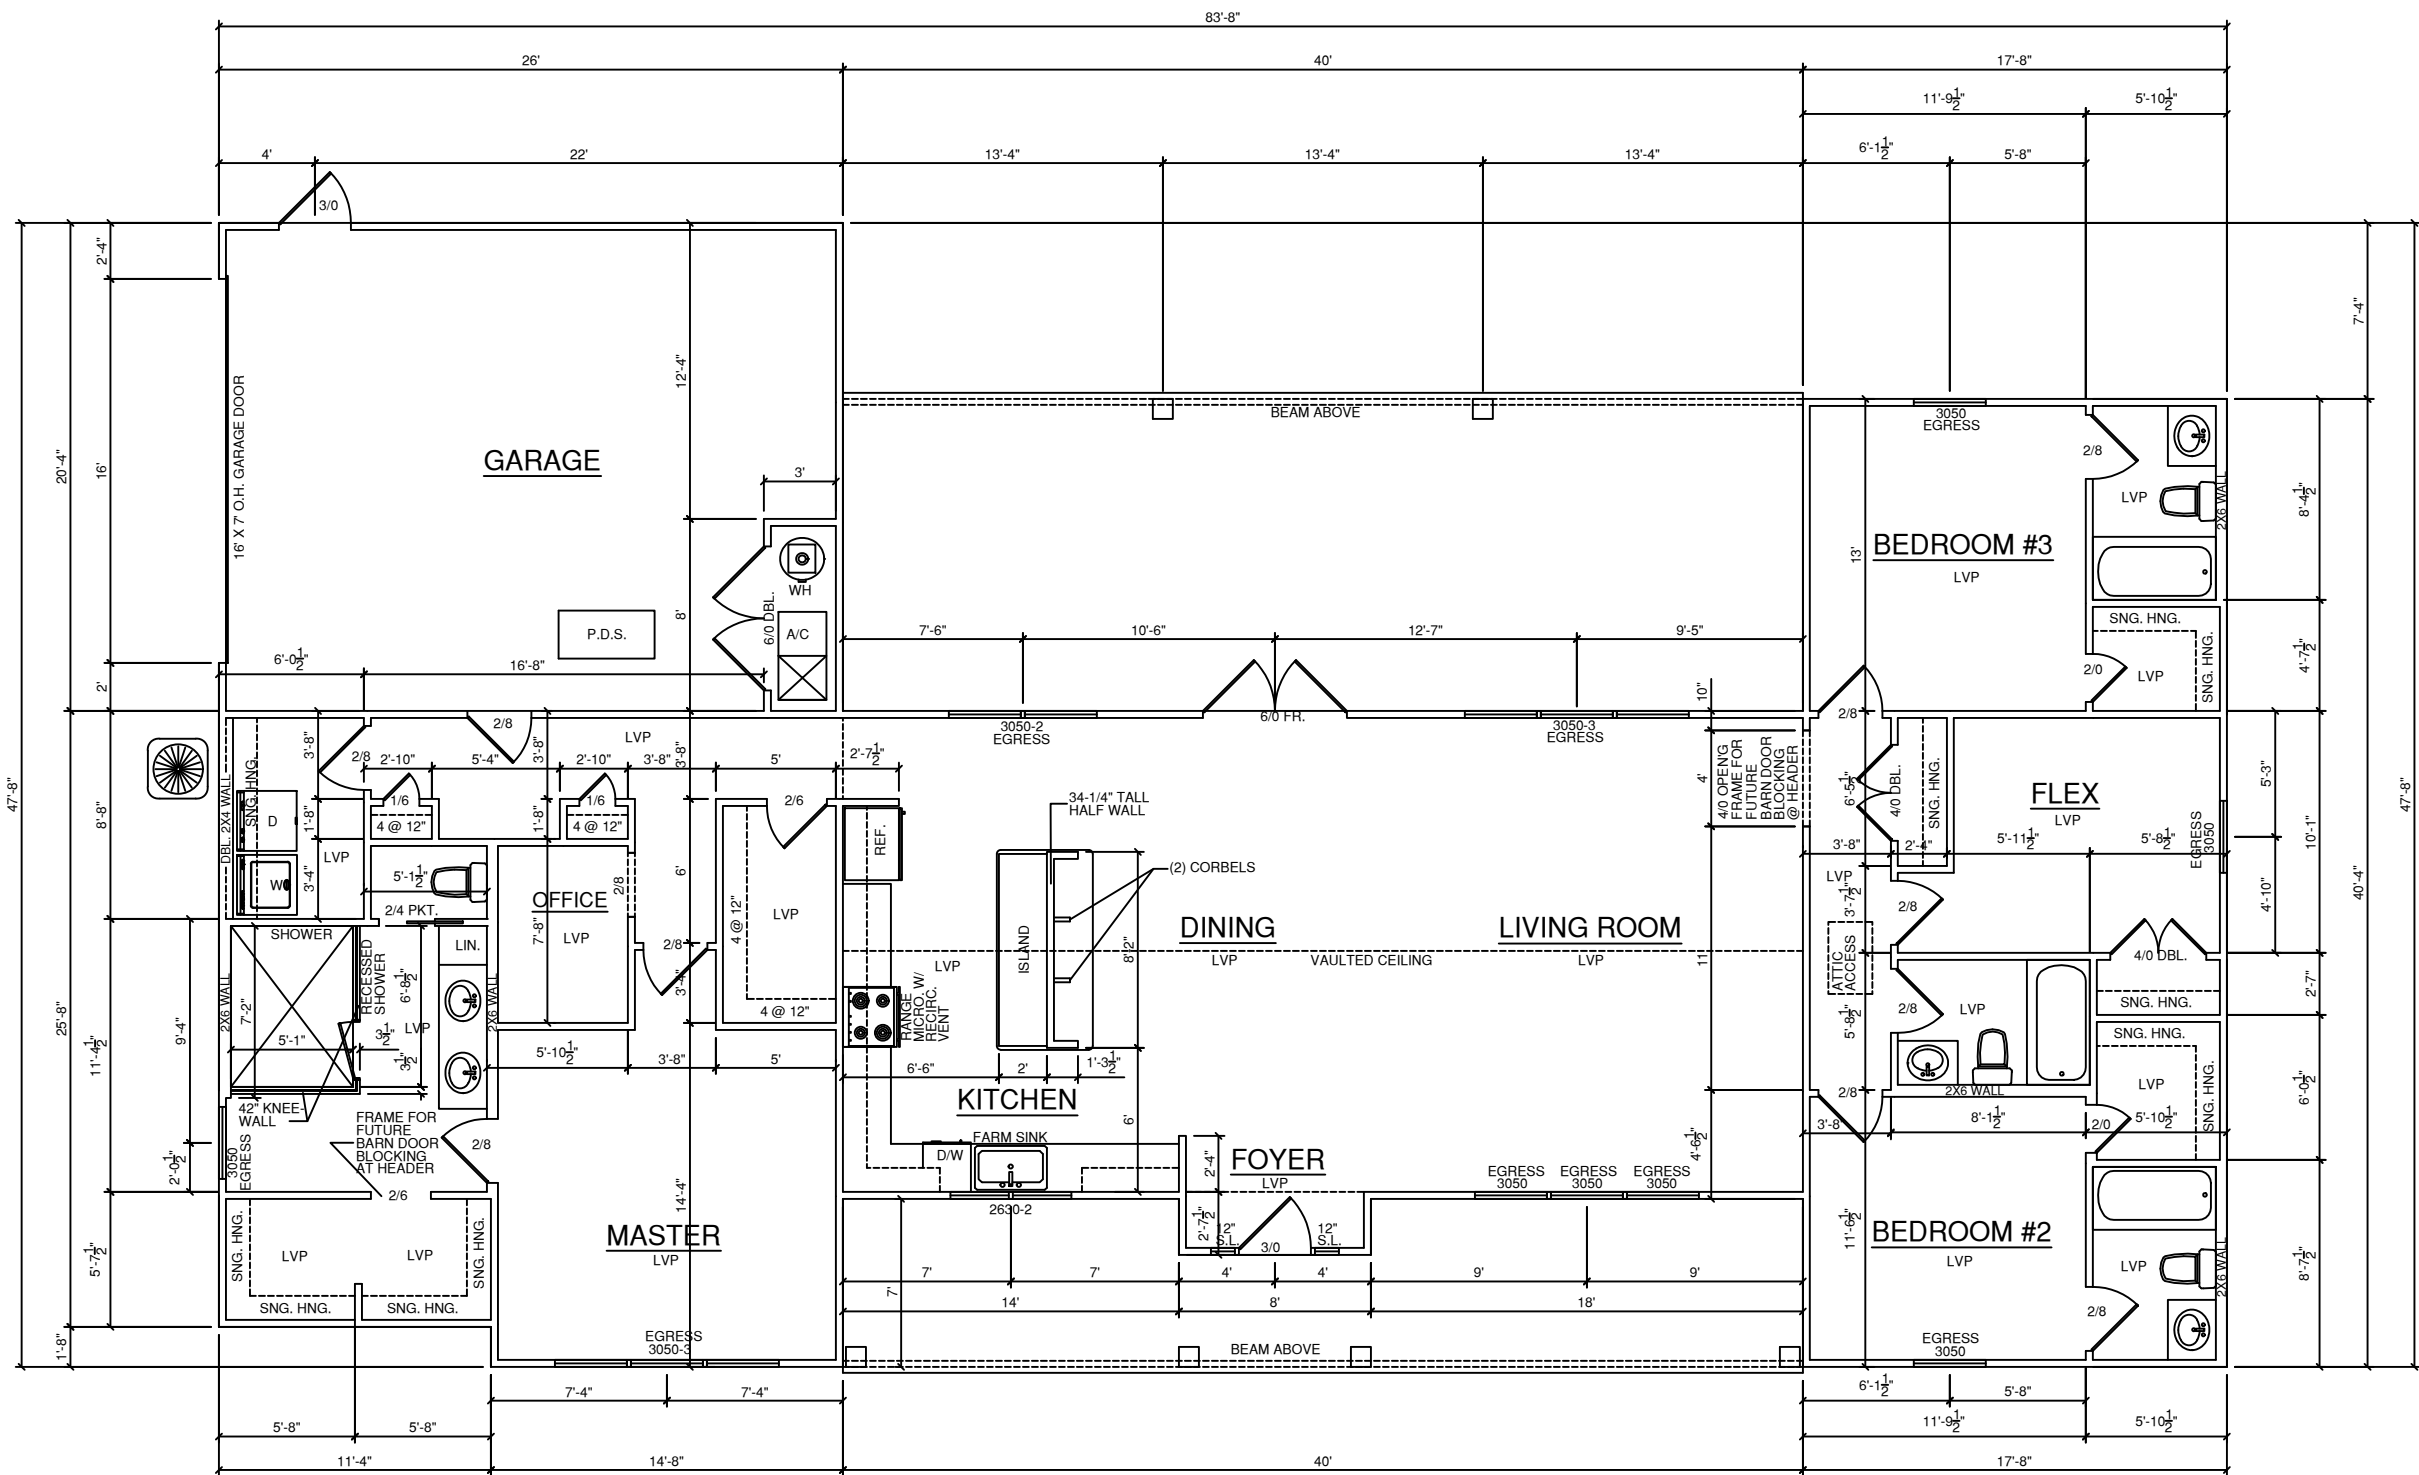 83'-8"
26'
40'
17'-8"
11'-9 1/2"
5'-10 1/2"
4'
22'
13'-4"
13'-4"
13'-4"
6'-1 1/2"
5'-8"
3/0
2'-4"
16'
2'
20'-4"
47'-8"
8'-8"
25'-8"
11'-4 1/2"
9'-4"
2'-0 1/2"
5'-7 1/2"
1'-8"
16' X 7' O.H. GARAGE DOOR
GARAGE
12'-4"
3'
8'
6/0 DBL.
WH
A/C
P.D.S.
6'-0 1/2"
16'-8"
BEAM ABOVE
7'-6"
10'-6"
12'-7"
9'-5"
3050-2
EGRESS
6/0 FR.
3050-3
EGRESS
10"
4'
4/0 OPEN'G
FRAME FOR
FUTURE
BARN DOOR
BLOCKING
@ HEADER
3050
EGRESS
2/8
LVP
2X6 WALL
BEDROOM #3
LVP
13'
SNG. HNG.
SNG. HNG.
2/0
LVP
2/8
7'-4"
8'-4 1/2"
4'-7 1/2"
10'-1"
40'-4"
47'-8"
5'-3"
4'-10"
2'-7"
6'-0 1/2"
8'-7 1/2"
DBL. 2X4 WALL
SNG. HNG.
D
W
3'-8"
1'-8"
3'-4"
LVP
2/8
2'-10"
5'-4"
2/8
3'-8"
LVP
2'-10"
3'-8"
3'-8"
5'
2'-7 1/2"
1/6
4 @ 12"
1'-8"
1/6
4 @ 12"
2/6
5'-1 1/2"
2/4 PKT.
OFFICE
LVP
7'-8"
2/8
6'
2/8
3'-4"
4 @ 12"
LVP
4 @ 12"
REF.
34-1/4" TALL
HALF WALL
(2) CORBELS
ISLAND
8'-2"
DINING
LVP
VAULTED CEILING
LIVING ROOM
LVP
11'
LVP
RANGE
MICRO. W/
RECIRC.
VENT
6'-6"
2'
1'-3 1/2"
KITCHEN
6'
FARM SINK
D/W
2630-2
2'-4"
FOYER
LVP
2'-7 1/2"
12"
S.L.
3/0
12"
S.L.
EGRESS
3050
EGRESS
3050
EGRESS
3050
4'-6 1/2"
6'-5 1/2"
4/0 DBL.
SNG. HNG.
FLEX
LVP
EGRESS
3050
3'-8"
2'-4"
5'-11 1/2"
5'-8 1/2"
LVP
3'-7 1/2"
2/8
4/0 DBL.
SNG. HNG.
ATTIC
ACCESS
5'-8 1/2"
2/8
LVP
2X6 WALL
SNG. HNG.
SNG. HNG.
LVP
2/8
3'-8"
8'-1 1/2"
2/0
5'-10 1/2"
BEDROOM #2
LVP
11'-6 1/2"
LVP
2X6 WALL
2/8
EGRESS
3050
SHOWER
RECESSED
SHOWER
2X6 WALL
7'-2"
5'-1"
6'-8 1/2"
3 1/2"
3 1/2"
LVP
LIN.
2X6 WALL
42" KNEE-
WALL
3050
EGRESS
FRAME FOR
FUTURE
BARN DOOR
BLOCKING
AT HEADER
2/8
2/6
5'-10 1/2"
3'-8"
5'
SNG. HNG.
LVP
LVP
SNG. HNG.
SNG. HNG.
SNG. HNG.
14'-4"
MASTER
LVP
EGRESS
3050-3
7'
7'
7'
4'
4'
9'
9'
14'
8'
18'
BEAM ABOVE
7'-4"
7'-4"
6'-1 1/2"
5'-8"
5'-8"
5'-8"
11'-9 1/2"
5'-10 1/2"
11'-4"
14'-8"
40'
17'-8"